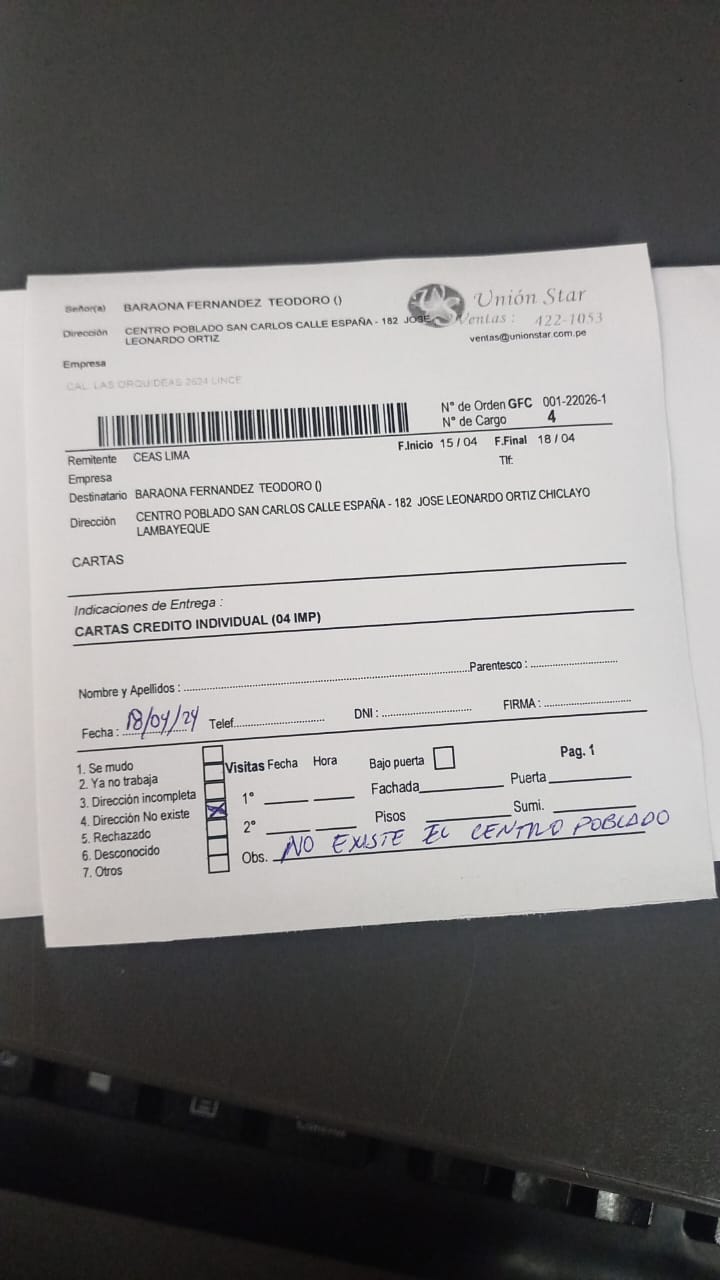 Señor(a) BARAONA FERNANDEZ TEODORO ()
Dirección CENTRO POBLADO SAN CARLOS CALLE ESPAÑA - 182 JOSE LEONARDO ORTIZ
Unión Star
Ventas : 422-1053
ventas@unionstar.com.pe
Empresa
CAL. LAS ORQUIDEAS 2624 LINCE
N° de Orden GFC 001-22026-1
N° de Cargo 4
Remitente CEAS LIMA
F.Inicio 15 / 04 F.Final 18 / 04
Empresa
Tlf:
Destinatario BARAONA FERNANDEZ TEODORO ()
Dirección CENTRO POBLADO SAN CARLOS CALLE ESPAÑA - 182 JOSE LEONARDO ORTIZ CHICLAYO
LAMBAYEQUE
CARTAS
Indicaciones de Entrega :
CARTAS CREDITO INDIVIDUAL (04 IMP)
Nombre y Apellidos : Parentesco :
Fecha : 18/04/24 Telef. DNI : FIRMA :
1. Se mudo
2. Ya no trabaja
3. Dirección incompleta
4. Dirección No existe X
5. Rechazado
6. Desconocido
7. Otros
Visitas Fecha Hora Bajo puerta Pag. 1
1° Fachada Puerta
2° Pisos Sumi.
Obs. NO EXISTE EL CENTRO POBLADO